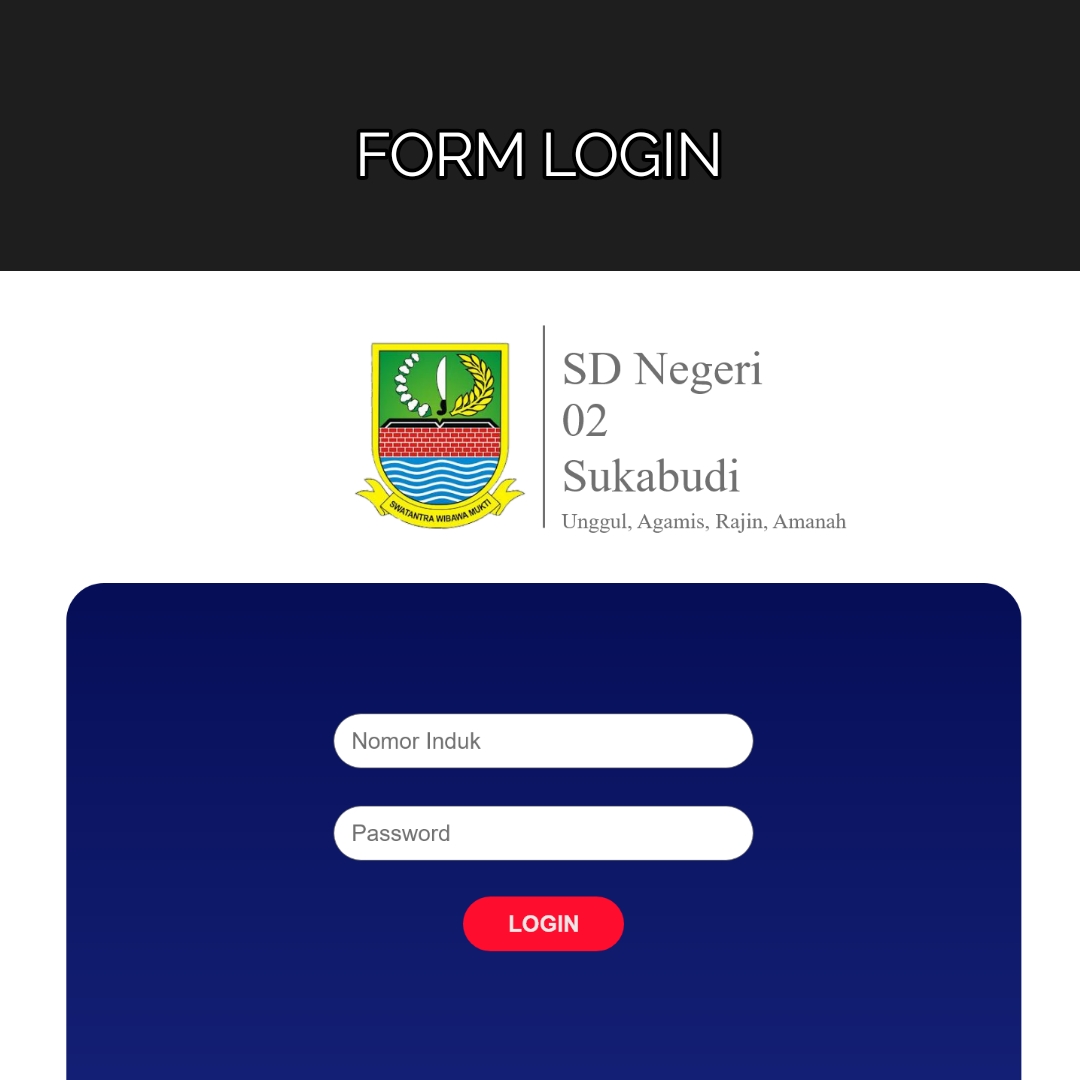 FORM LOGIN
SD Negeri
02
Sukabudi
Unggul, Agamis, Rajin, Amanah
SWATANTRA WIBAWA MUKTI
Nomor Induk
Password
LOGIN